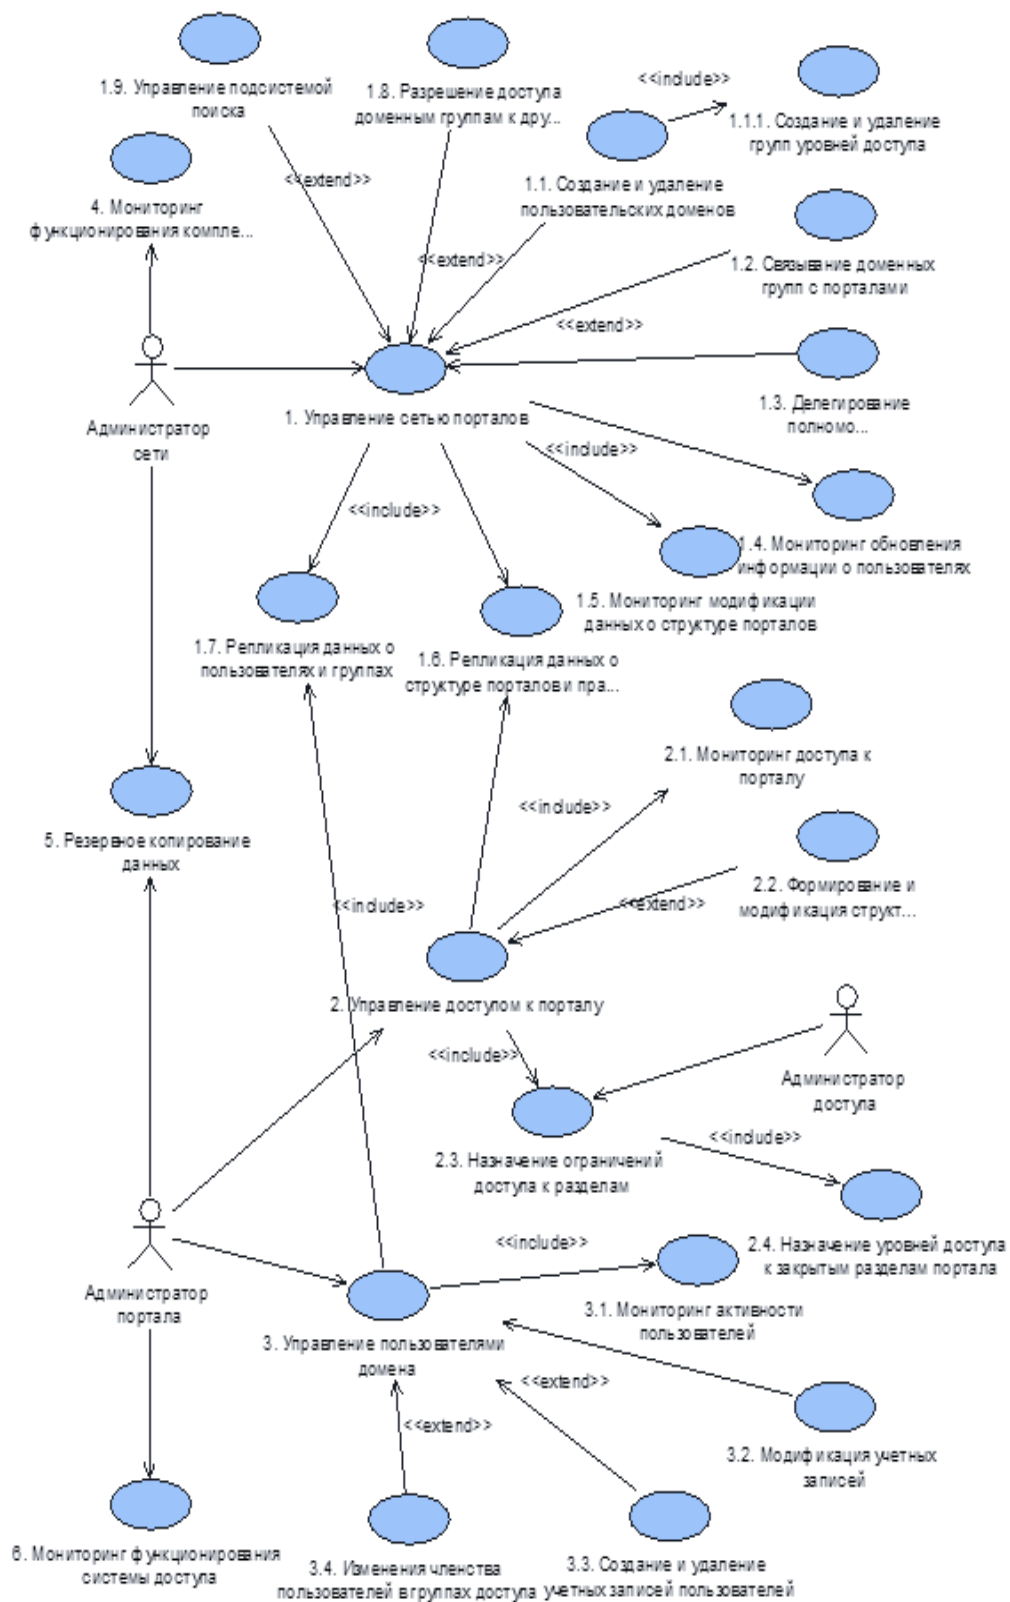 1.9. Управление подсистемой
поиска
1.8. Разрешение доступа
доменным группам к дру...
<<include>>
1.1.1. Создание и удаление
групп уровней доступа
<<extend>>
1.1. Создание и удаление
пользовательских доменов
4. Мониторинг
функционирования компле...
<<extend>>
1.2. Связывание доменных
групп с порталами
<<extend>>
1. Управление сетью порталов
1.3. Делегирование
полномо...
Администратор
сети
<<include>>
<<include>>
1.4. Мониторинг обновления
информации о пользователях
1.5. Мониторинг модификации
данных о структуре порталов
1.7. Репликация данных о
пользователях и группах
1.6. Репликация данных о
структуре порталов и пра...
2.1. Мониторинг доступа к
порталу
<<include>>
5. Резервное копирование
данных
2.2. Формирование и
модификация структ...
<<include>>
<<extend>>
2. Управление доступом к порталу
<<include>>
Администратор
доступа
<<include>>
2.3. Назначение ограничений
доступа к разделам
2.4. Назначение уровней доступа
к закрытым разделам портала
<<include>>
Администратор
портала
3.1. Мониторинг активности
пользователей
3. Управление пользователями
домена
<<extend>>
<<extend>>
3.2. Модификация учетных
записей
6. Мониторинг функционирования
системы доступа
3.4. Изменения членства
пользователей в группах доступа
3.3. Создание и удаление
учетных записей пользователей